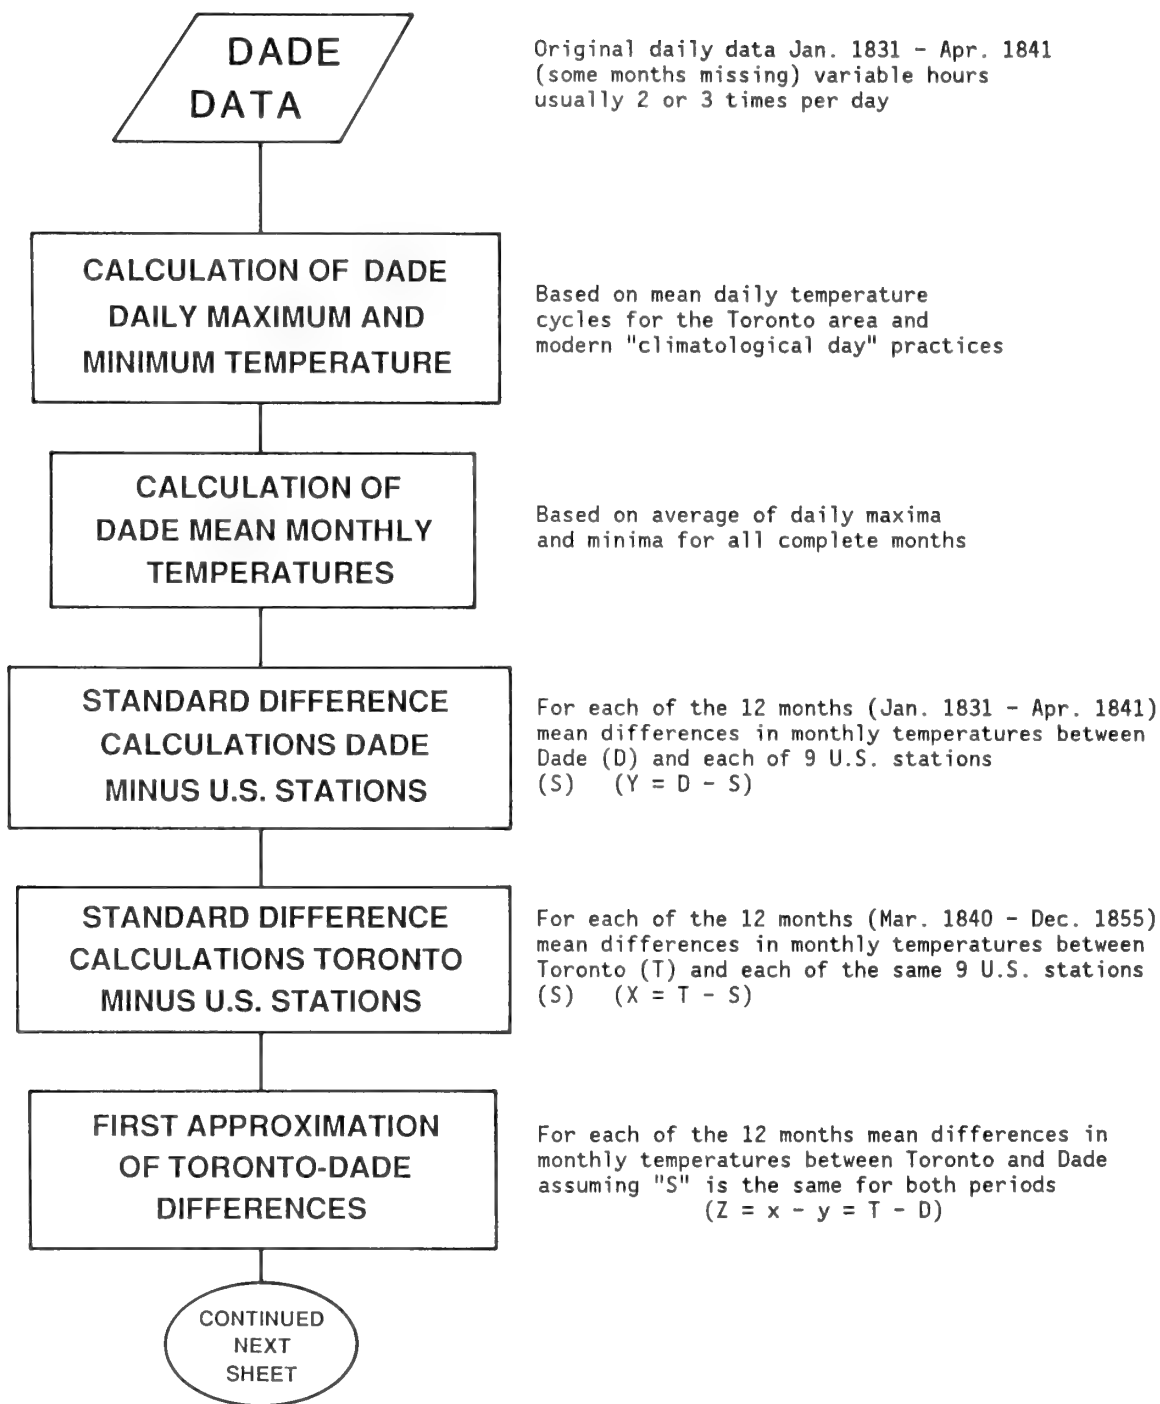 DADE
DATA
Original daily data Jan. 1831 - Apr. 1841
(some months missing) variable hours
usually 2 or 3 times per day
CALCULATION OF DADE
DAILY MAXIMUM AND
MINIMUM TEMPERATURE
Based on mean daily temperature
cycles for the Toronto area and
modern "climatological day" practices
CALCULATION OF
DADE MEAN MONTHLY
TEMPERATURES
Based on average of daily maxima
and minima for all complete months
STANDARD DIFFERENCE
CALCULATIONS DADE
MINUS U.S. STATIONS
For each of the 12 months (Jan. 1831 - Apr. 1841)
mean differences in monthly temperatures between
Dade (D) and each of 9 U.S. stations
(S) (Y = D - S)
STANDARD DIFFERENCE
CALCULATIONS TORONTO
MINUS U.S. STATIONS
For each of the 12 months (Mar. 1840 - Dec. 1855)
mean differences in monthly temperatures between
Toronto (T) and each of the same 9 U.S. stations
(S) (X = T - S)
FIRST APPROXIMATION
OF TORONTO-DADE
DIFFERENCES
For each of the 12 months mean differences in
monthly temperatures between Toronto and Dade
assuming "S" is the same for both periods
(Z = x - y = T - D)
CONTINUED
NEXT
SHEET